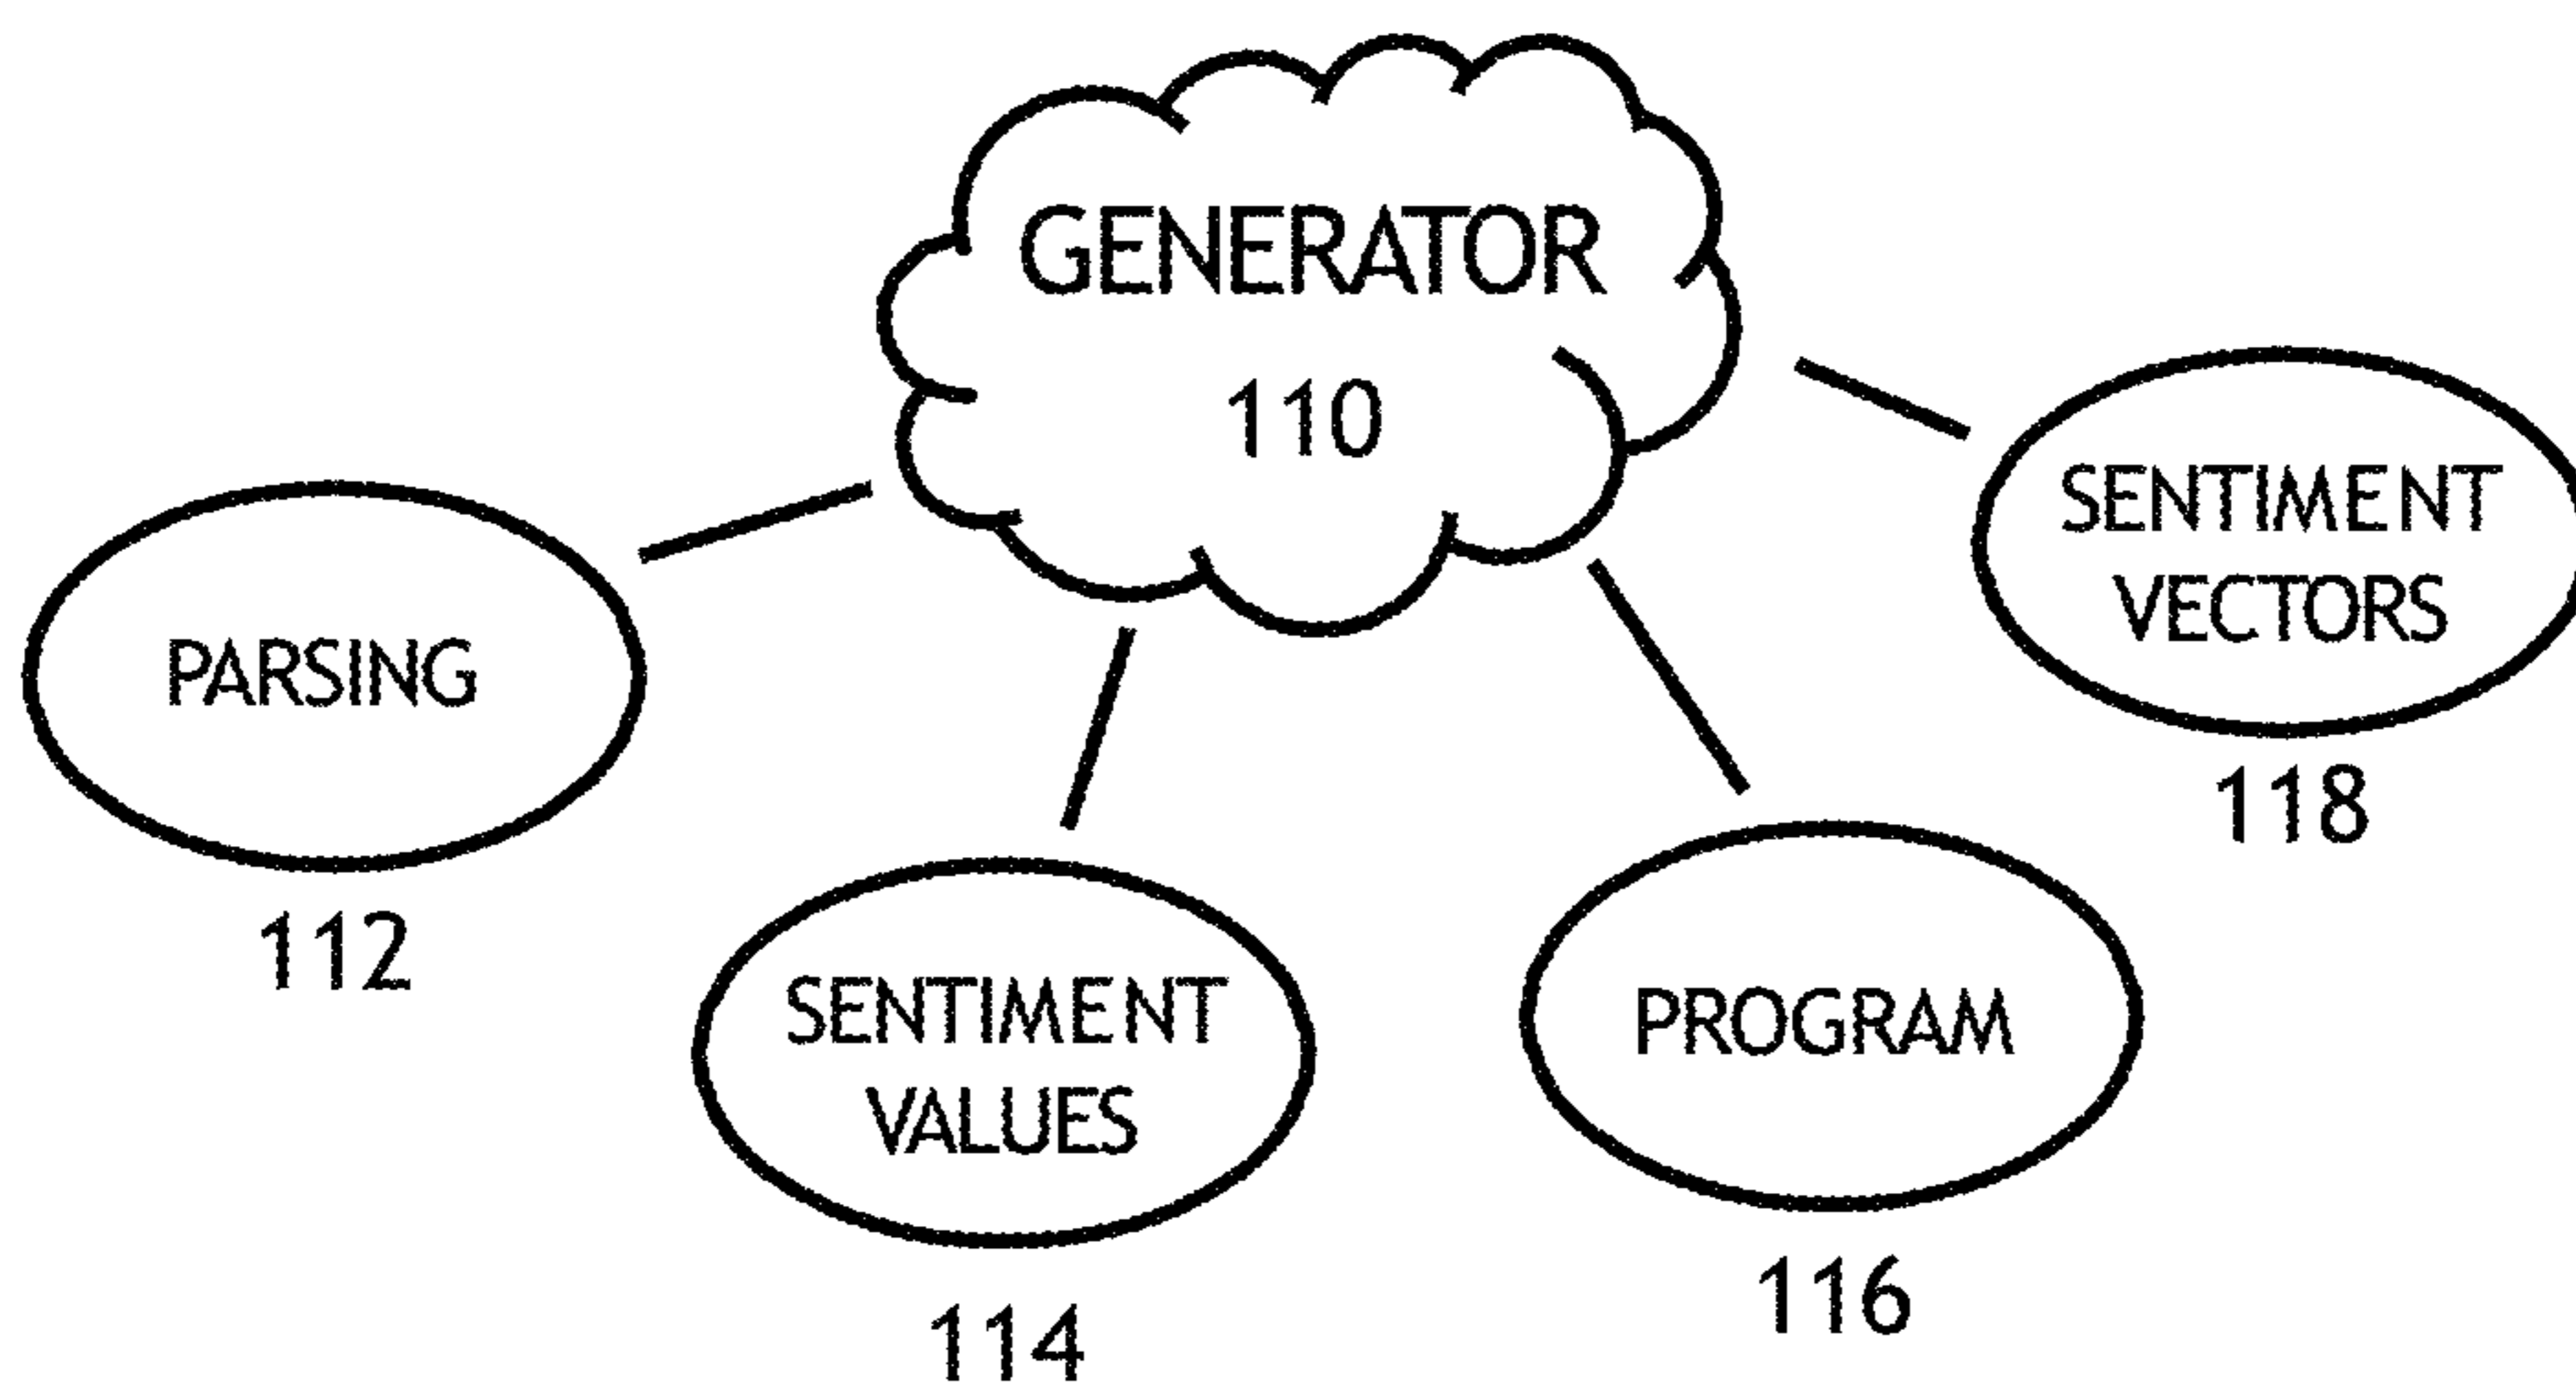 GENERATOR
110
PARSING
112
SENTIMENT
VALUES
114
PROGRAM
116
SENTIMENT
VECTORS
118